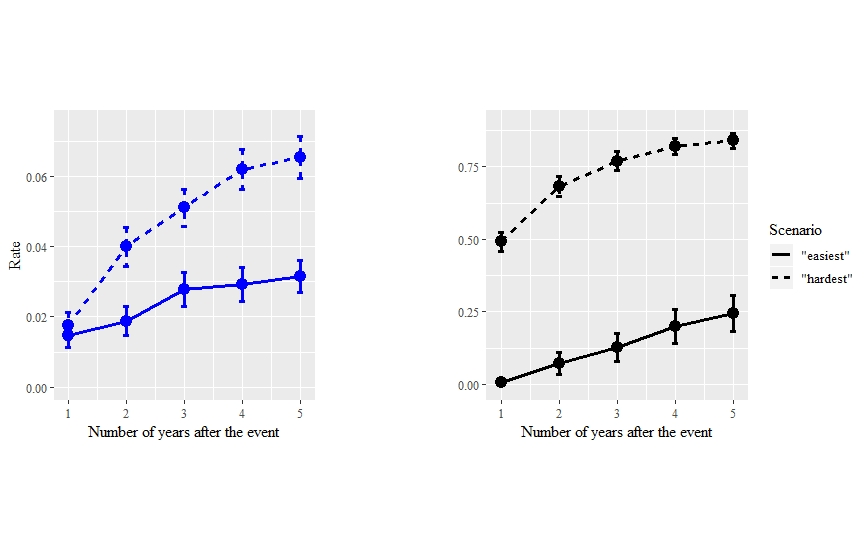 Rate
0.06
0.04
0.02
0.00
1 2 3 4 5
Number of years after the event
0.75
0.50
0.25
0.00
1 2 3 4 5
Number of years after the event
Scenario
"easiest"
"hardest"